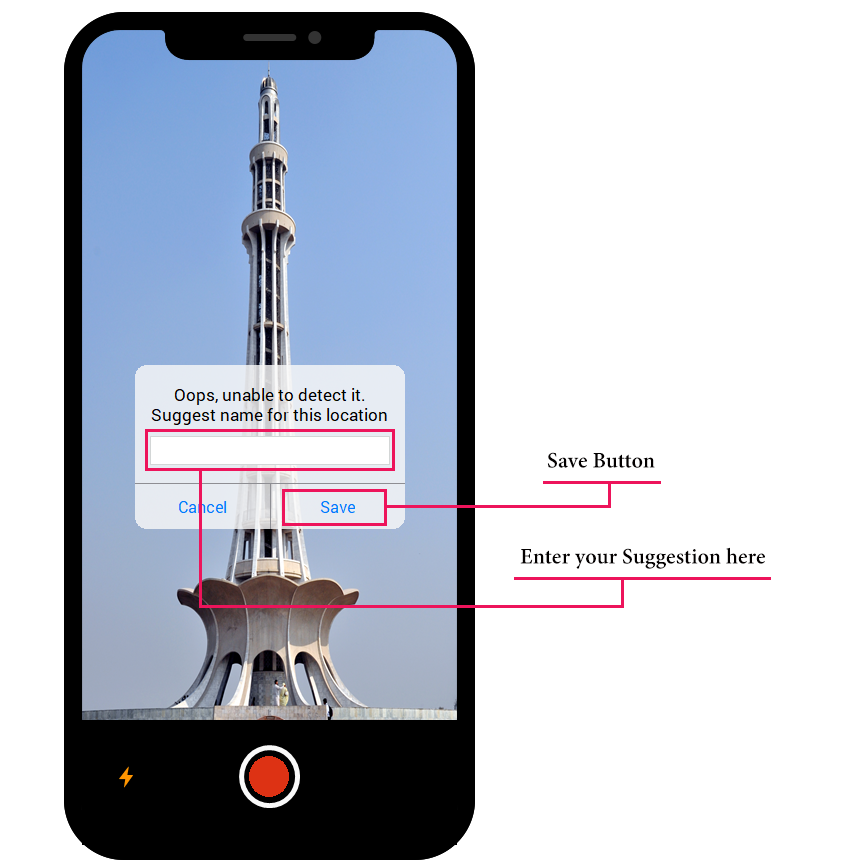 Oops, unable to detect it.
Suggest name for this location
Cancel
Save
Save Button
Enter your Suggestion here